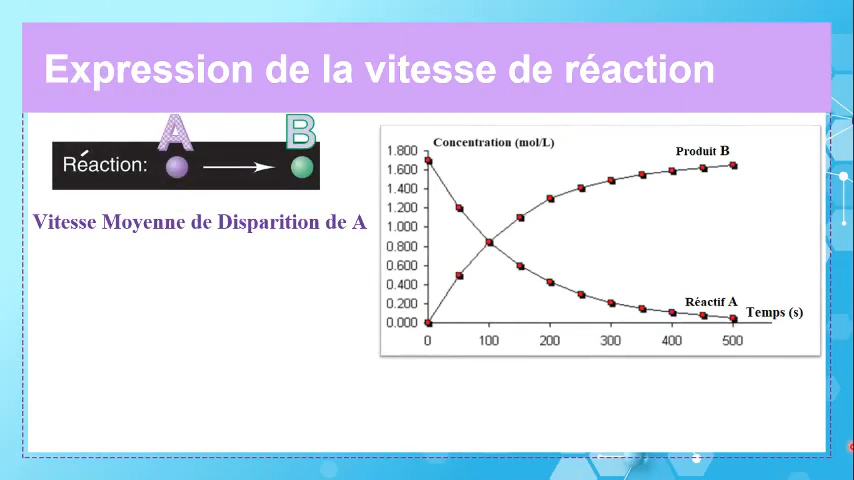 Expression de la vitesse de réaction
A B
Réaction:
Vitesse Moyenne de Disparition de A
Concentration (mol/L)
1.800
1.600
1.400
1.200
1.000
0.800
0.600
0.400
0.200
0.000
Produit B
Réactif A
Temps (s)
0 100 200 300 400 500